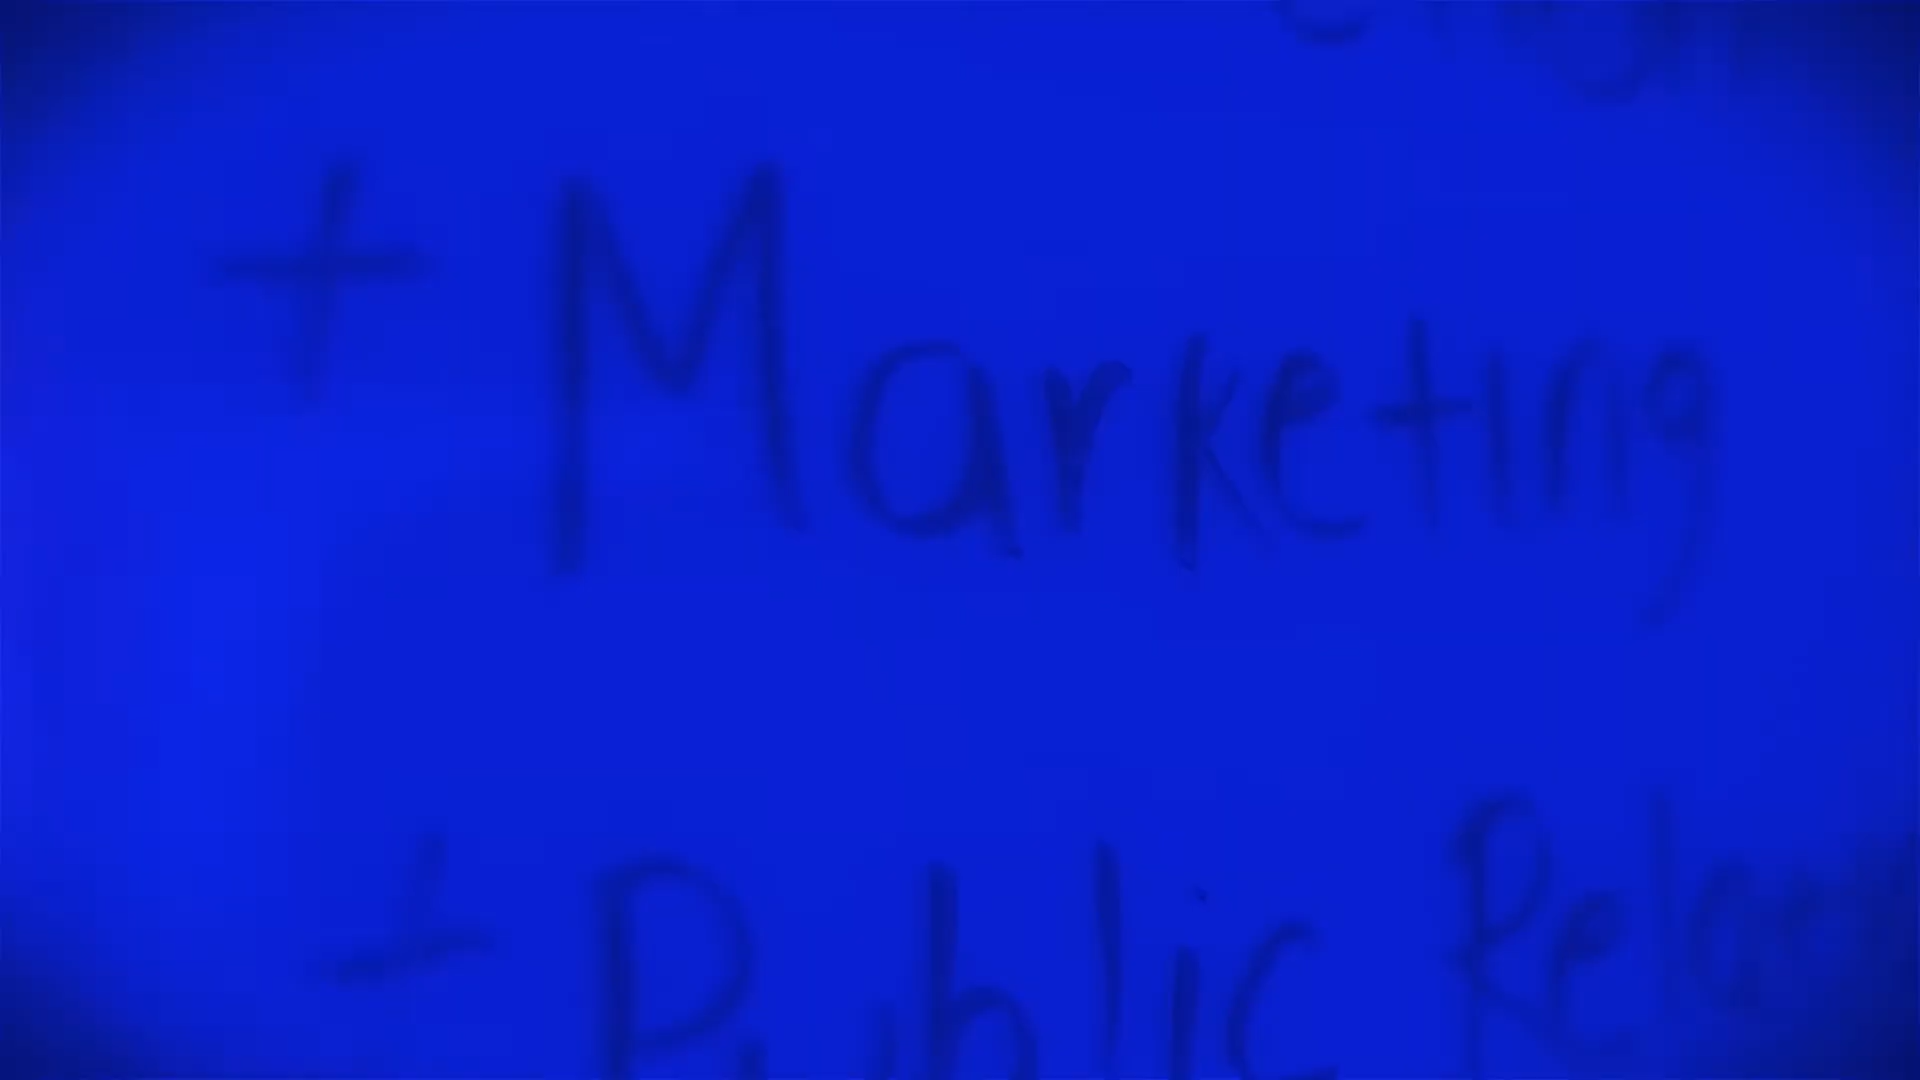 + Marketing
+ Public